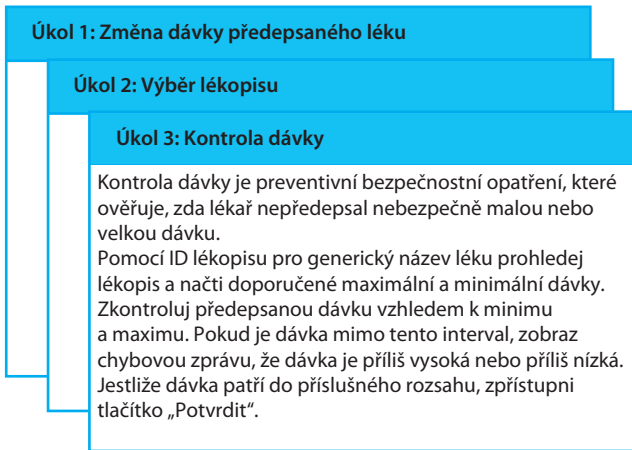 Úkol 1: Změna dávky předepsaného léku
Úkol 2: Výběr lékopisu
Úkol 3: Kontrola dávky
Kontrola dávky je preventivní bezpečnostní opatření, které
ověřuje, zda lékař nepředepsal nebezpečně malou nebo
velkou dávku.
Pomocí ID lékopisu pro generický název léku prohledej
lékopis a načti doporučené maximální a minimální dávky.
Zkontroluj předepsanou dávku vzhledem k minimu
a maximu. Pokud je dávka mimo tento interval, zobraz
chybovou zprávu, že dávka je příliš vysoká nebo příliš nízká.
Jestliže dávka patří do příslušného rozsahu, zpřístupni
tlačítko „Potvrdit“.